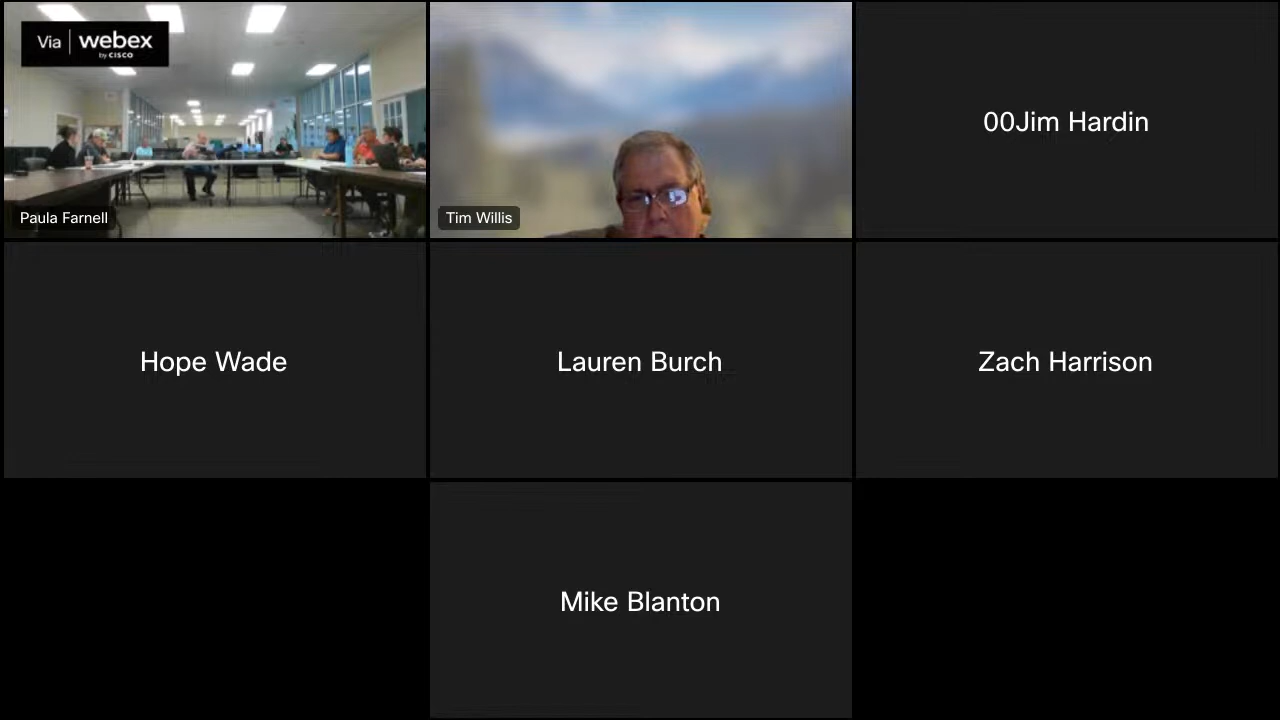 Via webex
by CISCO
Paula Farnell
Tim Willis
00Jim Hardin
Hope Wade
Lauren Burch
Zach Harrison
Mike Blanton